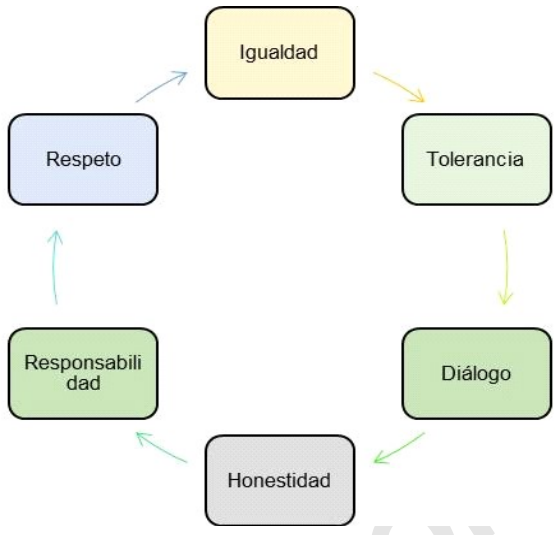 Igualdad
Tolerancia
Diálogo
Honestidad
Responsabili
dad
Respeto